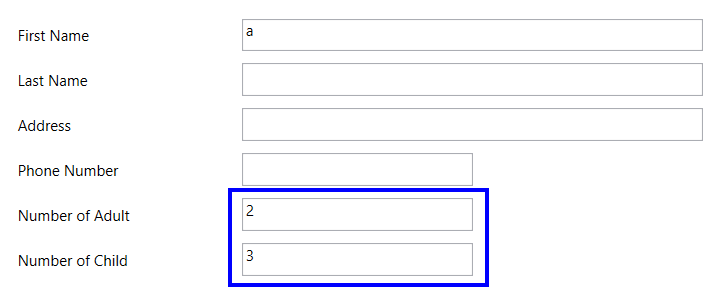 First Name a
Last Name
Address
Phone Number
Number of Adult 2
Number of Child 3